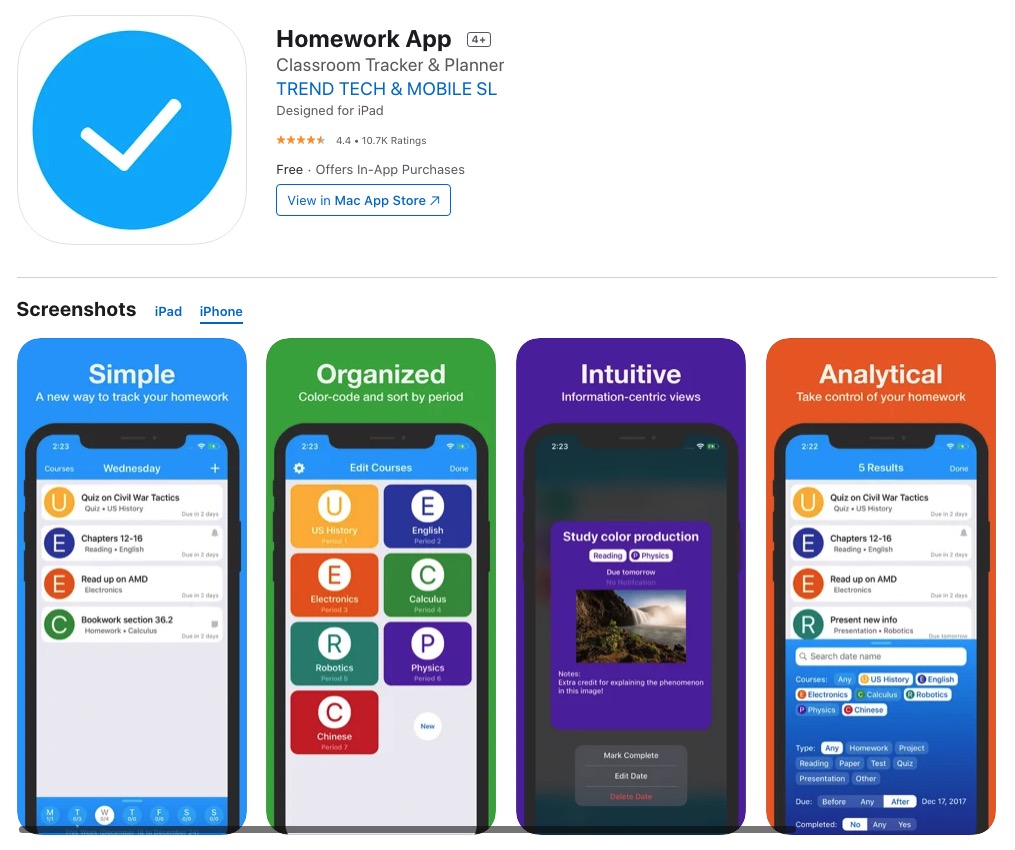 Homework App 4+
Classroom Tracker & Planner
TREND TECH & MOBILE SL
Designed for iPad
4.4 • 10.7K Ratings
Free · Offers In-App Purchases
View in Mac App Store ↗
Screenshots iPad iPhone
Simple
A new way to track your homework
2:23
Courses Wednesday +
U Quiz on Civil War Tactics
Quiz • US History
Due in 2 days
E Chapters 12-16
Reading • English
Due in 2 days
E Read up on AMD
Electronics
Due in 2 days
C Bookwork section 36.2
Homework • Calculus
Due in 2 days
M T W T F S S
1/1 0/3 0/4 0/0 0/6 0/0 0/0
Organized
Color-code and sort by period
2:23
Edit Courses Done
U E
US History English
Period 1 Period 2
E C
Electronics Calculus
Period 3 Period 4
R P
Robotics Physics
Period 5 Period 6
C
Chinese New
Period 7
Intuitive
Information-centric views
2:23
Study color production
Reading P Physics
Due tomorrow
No Notification
Notes:
Extra credit for explaining the phenomenon
in this image!
Mark Complete
Edit Date
Delete Date
Analytical
Take control of your homework
2:22
5 Results Done
U Quiz on Civil War Tactics
Quiz • US History
Due in 2 days
E Chapters 12-16
Reading • English
Due in 2 days
E Read up on AMD
Electronics
Due in 2 days
R Present new info
Presentation • Robotics
Due tomorrow
Search date name
Courses: Any U US History E English
E Electronics C Calculus R Robotics
P Physics C Chinese
Type: Any Homework Project
Reading Paper Test Quiz
Presentation Other
Due: Before Any After Dec 17, 2017
Completed: No Any Yes